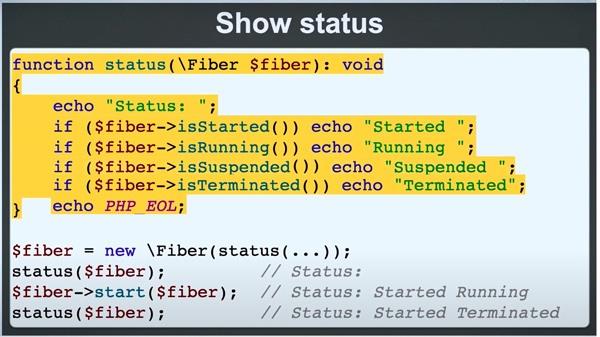 Show status
function status(\Fiber $fiber): void
{
    echo "Status: ";
    if ($fiber->isStarted()) echo "Started ";
    if ($fiber->isRunning()) echo "Running ";
    if ($fiber->isSuspended()) echo "Suspended ";
    if ($fiber->isTerminated()) echo "Terminated";
}   echo PHP_EOL;
$fiber = new \Fiber(status(...));
status($fiber);         // Status:
$fiber->start($fiber);  // Status: Started Running
status($fiber);         // Status: Started Terminated